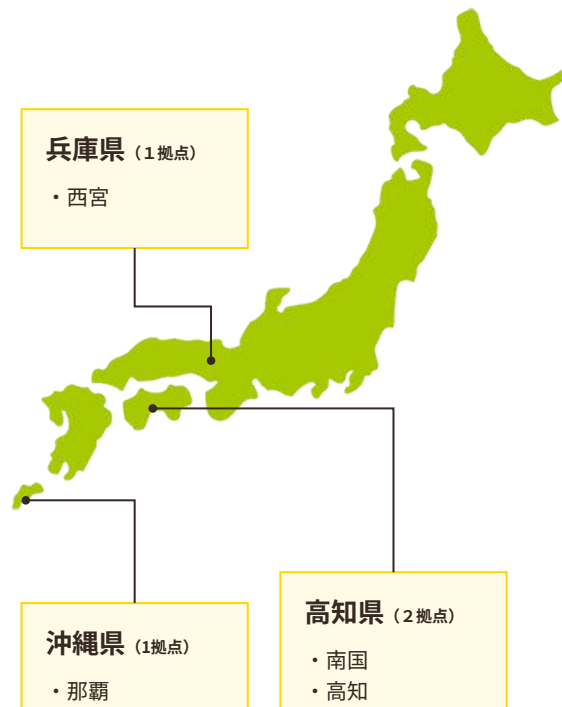 兵庫県（１拠点）
・西宮
沖縄県（1拠点）
・那覇
高知県（２拠点）
・南国
・高知